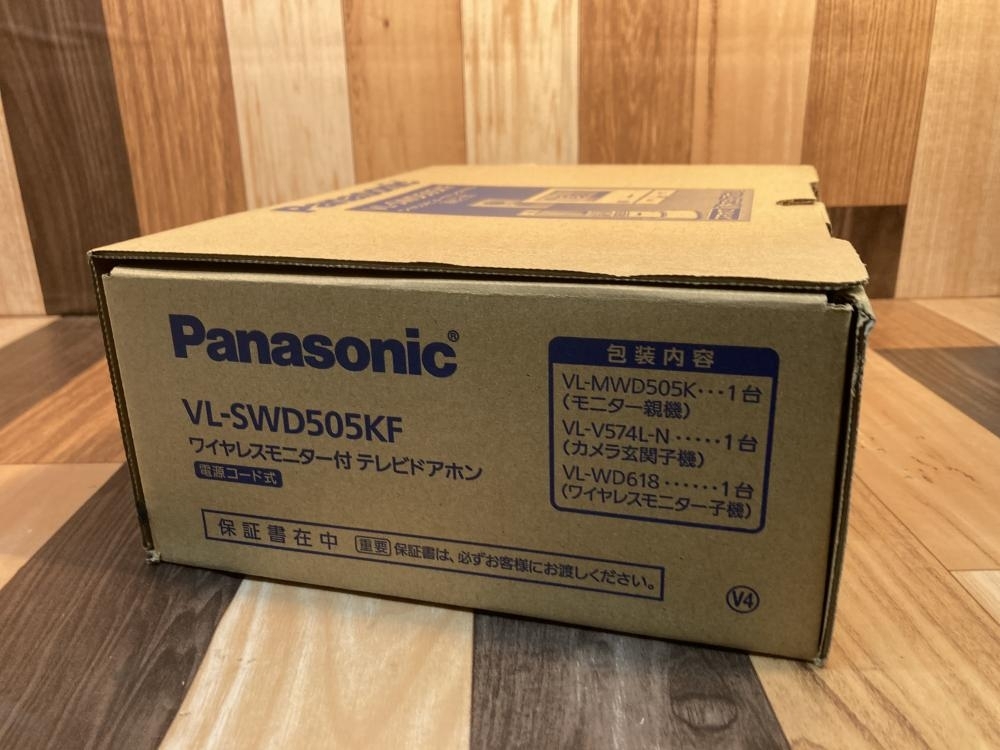 Panasonic
Panasonic®
VL-SWD505KF
ワイヤレスモニター付 テレビドアホン
電源コード式
包装内容
VL-MWD505K・・・1台
(モニター親機)
VL-V574L-N・・・・・1台
(カメラ玄関子機)
VL-WD618・・・・・・1台
(ワイヤレスモニター子機)
保証書在中 重要 保証書は、必ずお客様にお渡しください。
V4